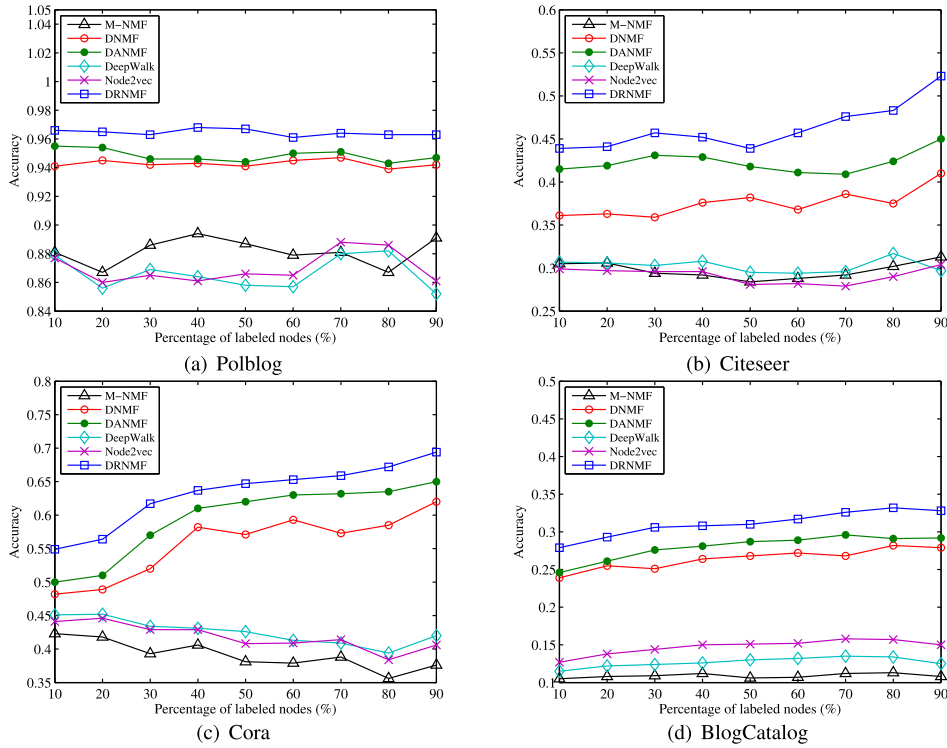 1.05
1.04
1.02
1
0.98
0.96
0.94
0.92
0.9
0.88
0.86
0.84
Accuracy
M−NMF
DNMF
DANMF
DeepWalk
Node2vec
DRNMF
10 20 30 40 50 60 70 80 90
Percentage of labeled nodes (%)
(a) Polblog
0.6
0.55
0.5
0.45
0.4
0.35
0.3
0.25
Accuracy
M−NMF
DNMF
DANMF
DeepWalk
Node2vec
DRNMF
10 20 30 40 50 60 70 80 90
Percentage of labeled nodes (%)
(b) Citeseer
0.8
0.75
0.7
0.65
0.6
0.55
0.5
0.45
0.4
0.35
Accuracy
M−NMF
DNMF
DANMF
DeepWalk
Node2vec
DRNMF
10 20 30 40 50 60 70 80 90
Percentage of labeled nodes (%)
(c) Cora
0.5
0.45
0.4
0.35
0.3
0.25
0.2
0.15
0.1
Accuracy
M−NMF
DNMF
DANMF
DeepWalk
Node2vec
DRNMF
10 20 30 40 50 60 70 80 90
Percentage of labeled nodes (%)
(d) BlogCatalog